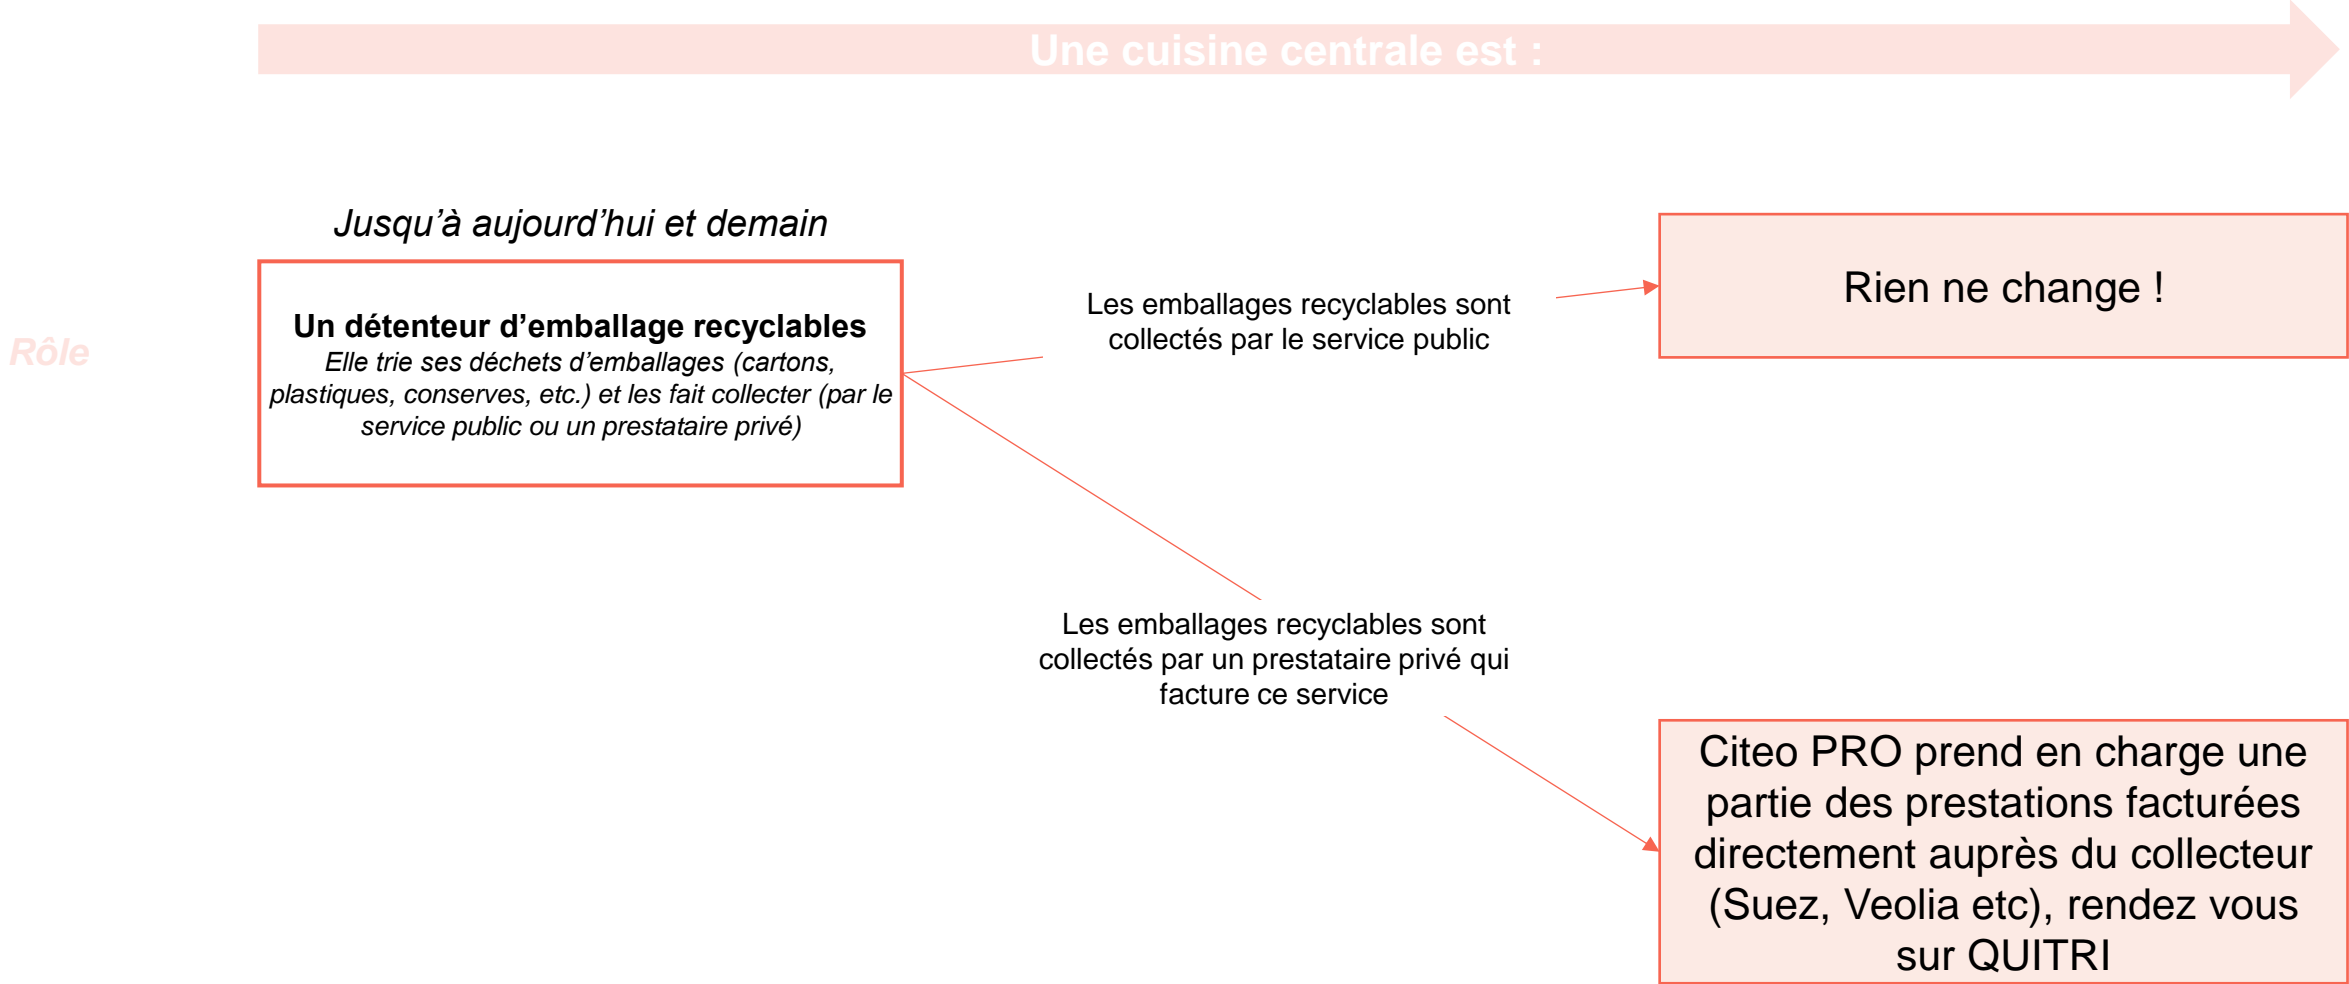 Une cuisine centrale est :
Jusqu’à aujourd’hui et demain
Rôle
Un détenteur d’emballage recyclables
Elle trie ses déchets d’emballages (cartons,
plastiques, conserves, etc.) et les fait collecter (par le
service public ou un prestataire privé)
Les emballages recyclables sont
collectés par le service public
Rien ne change !
Les emballages recyclables sont
collectés par un prestataire privé qui
facture ce service
Citeo PRO prend en charge une
partie des prestations facturées
directement auprès du collecteur
(Suez, Veolia etc), rendez vous
sur QUITRI